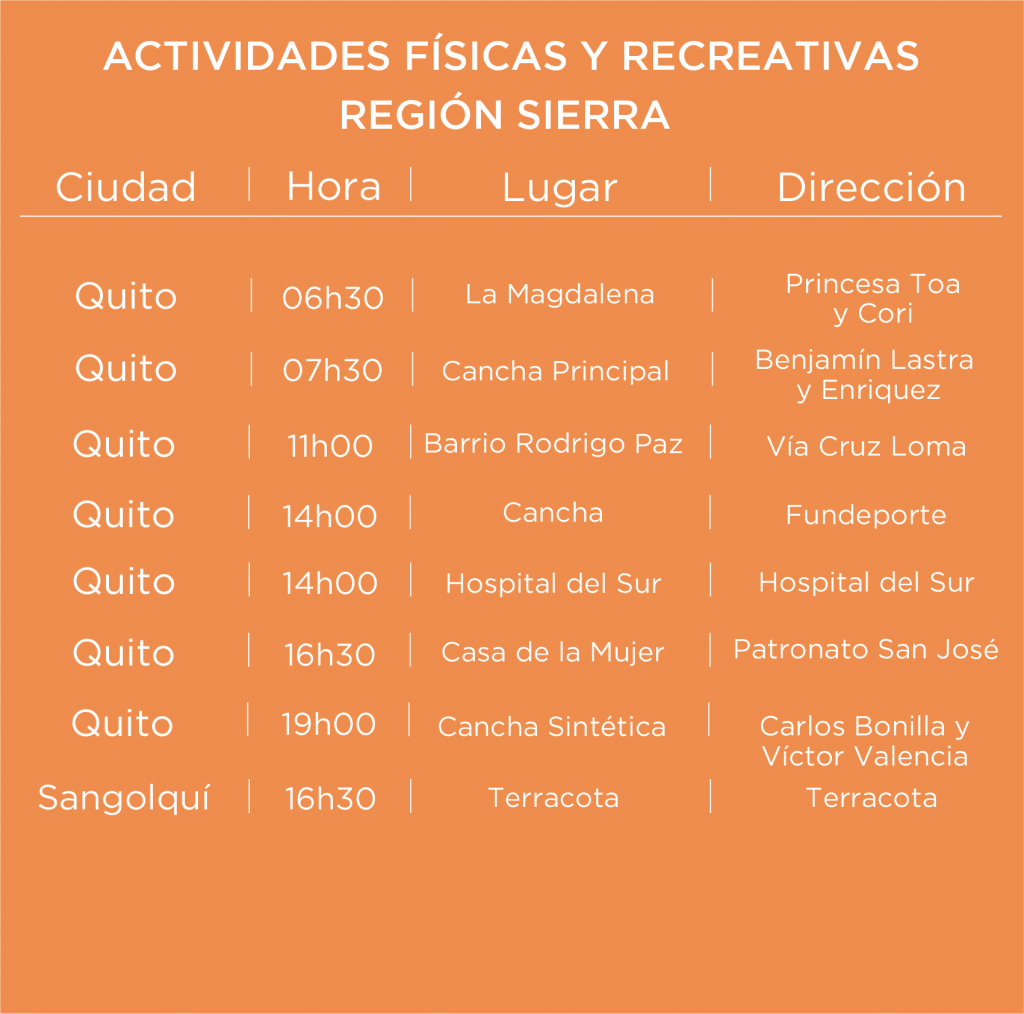 ACTIVIDADES FÍSICAS Y RECREATIVAS
REGIÓN SIERRA
Ciudad | Hora | Lugar | Dirección
Quito | 06h30 | La Magdalena | Princesa Toa
y Cori
Quito | 07h30 | Cancha Principal | Benjamín Lastra
y Enriquez
Quito | 11h00 | Barrio Rodrigo Paz | Vía Cruz Loma
Quito | 14h00 | Cancha | Fundeporte
Quito | 14h00 | Hospital del Sur | Hospital del Sur
Quito | 16h30 | Casa de la Mujer | Patronato San José
Quito | 19h00 | Cancha Sintética | Carlos Bonilla y
Víctor Valencia
Sangolquí | 16h30 | Terracota | Terracota